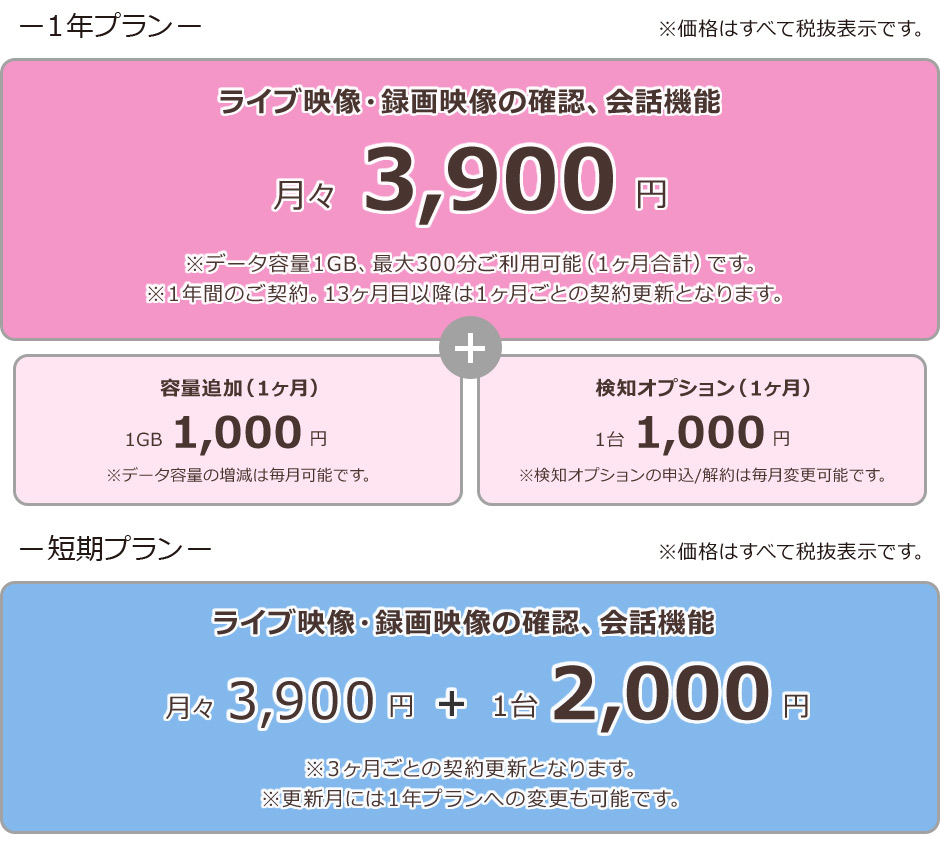 ー1年プランー
※価格はすべて税抜表示です。
ライブ映像・録画映像の確認、会話機能
月々 3,900 円
※データ容量1GB、最大300分ご利用可能（1ヶ月合計）です。
※1年間のご契約。13ヶ月目以降は1ヶ月ごとの契約更新となります。
+
容量追加（1ヶ月）
1GB 1,000 円
※データ容量の増減は毎月可能です。
検知オプション（1ヶ月）
1台 1,000 円
※検知オプションの申込/解約は毎月変更可能です。
ー短期プランー
※価格はすべて税抜表示です。
ライブ映像・録画映像の確認、会話機能
月々 3,900 円 + 1台 2,000 円
※3ヶ月ごとの契約更新となります。
※更新月には1年プランへの変更も可能です。